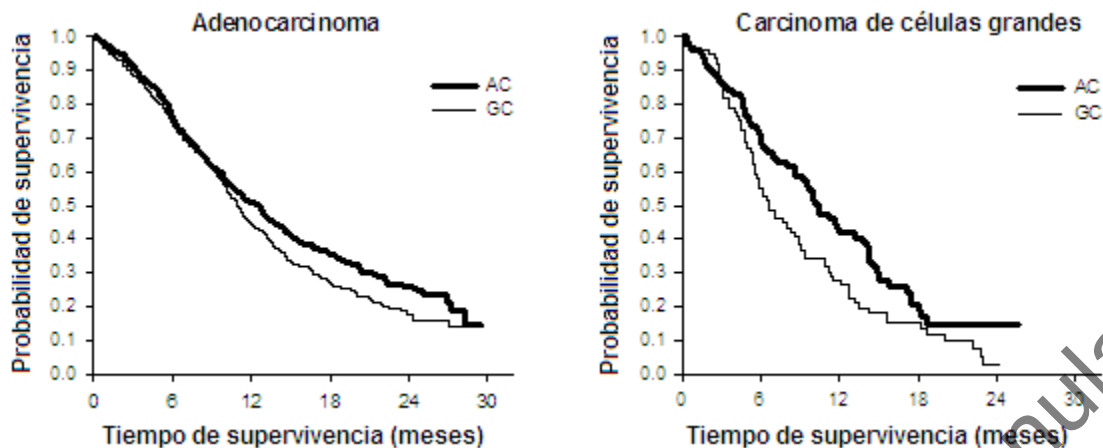 Adenocarcinoma
Probabilidad de supervivencia
1.0
0.9
0.8
0.7
0.6
0.5
0.4
0.3
0.2
0.1
0.0
AC
GC
0 6 12 18 24 30
Tiempo de supervivencia (meses)
Carcinoma de células grandes
Probabilidad de supervivencia
1.0
0.9
0.8
0.7
0.6
0.5
0.4
0.3
0.2
0.1
0.0
AC
GC
0 6 12 18 24 30
Tiempo de supervivencia (meses)